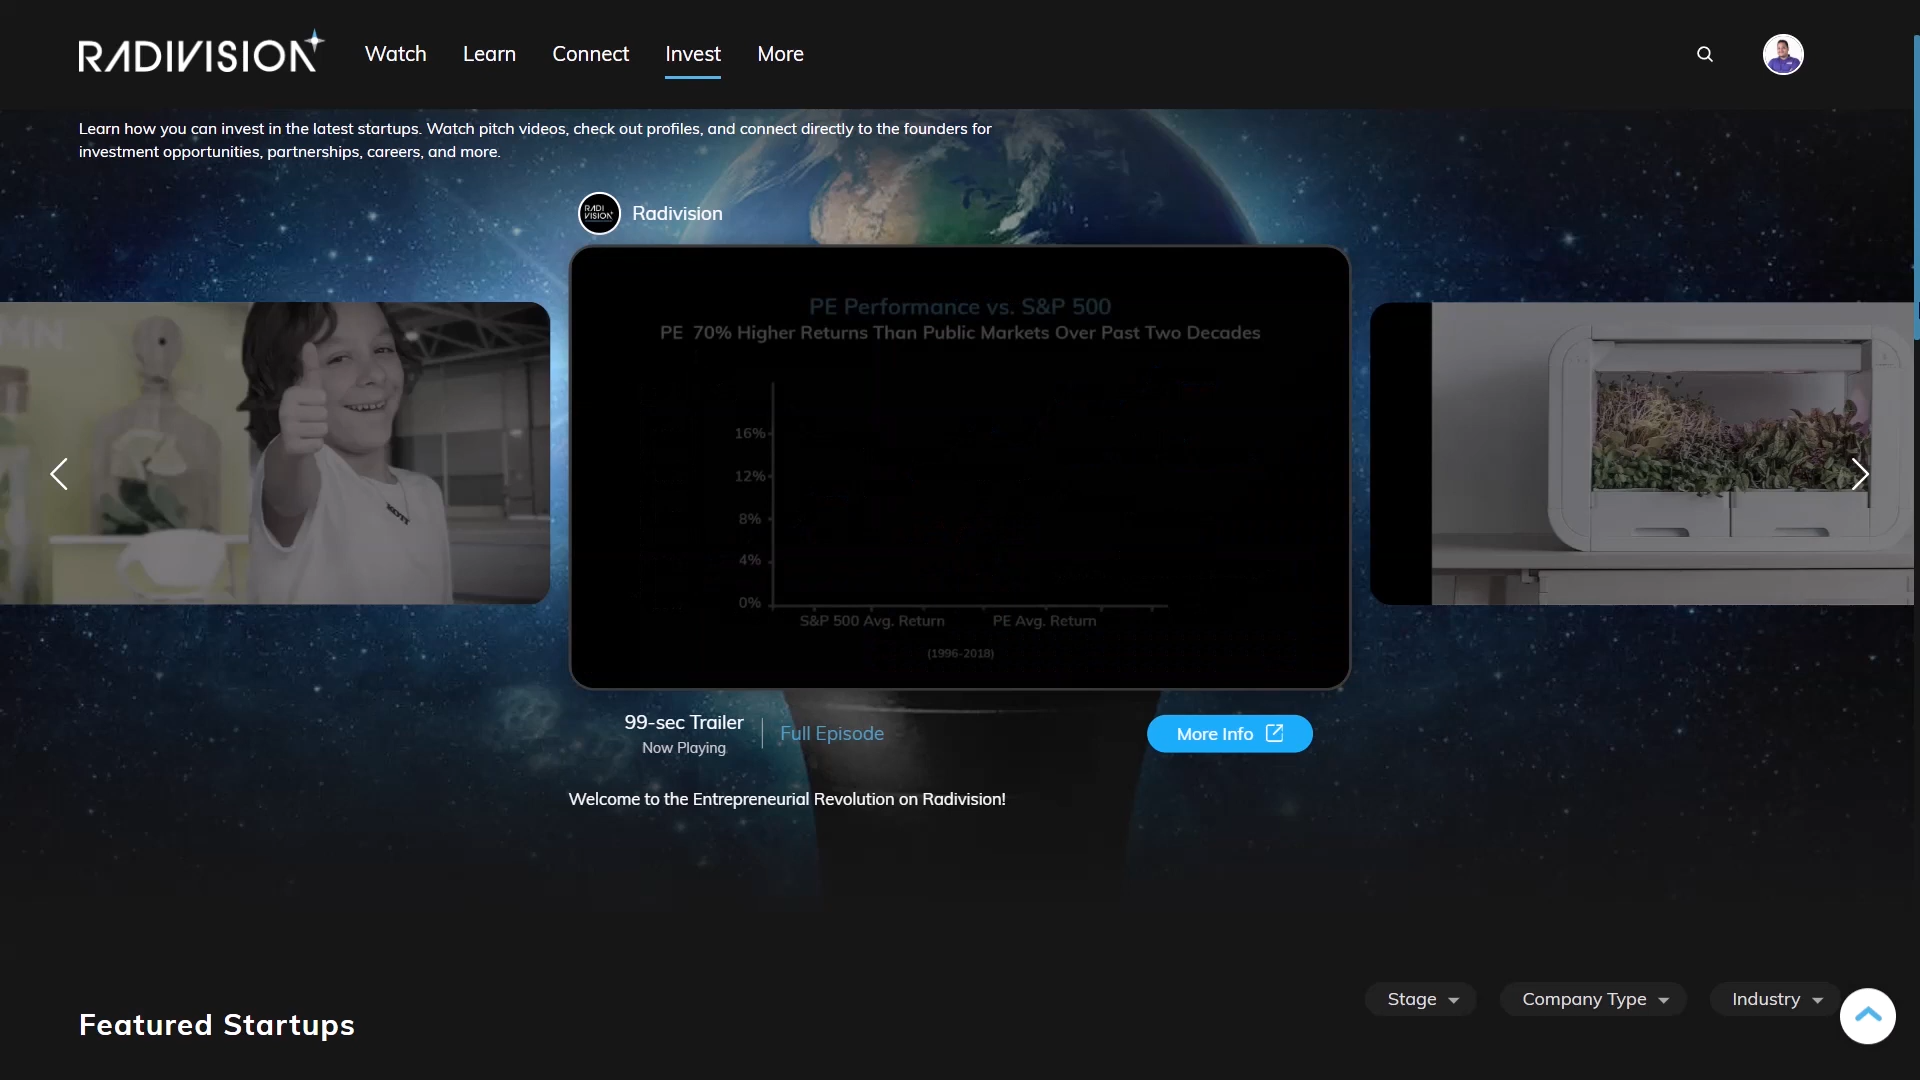 RADIVISION
Watch
Learn
Connect
Invest
More
Learn how you can invest in the latest startups. Watch pitch videos, check out profiles, and connect directly to the founders for
investment opportunities, partnerships, careers, and more.
RADI
VISION
Radivision
PE Performance vs. S&P 500
PE 70% Higher Returns Than Public Markets Over Past Two Decades
16%
12%
8%
4%
0%
S&P 500 Avg. Return
PE Avg. Return
(1996-2018)
99-sec Trailer
Now Playing
Full Episode
More Info
Welcome to the Entrepreneurial Revolution on Radivision!
Featured Startups
Stage
Company Type
Industry